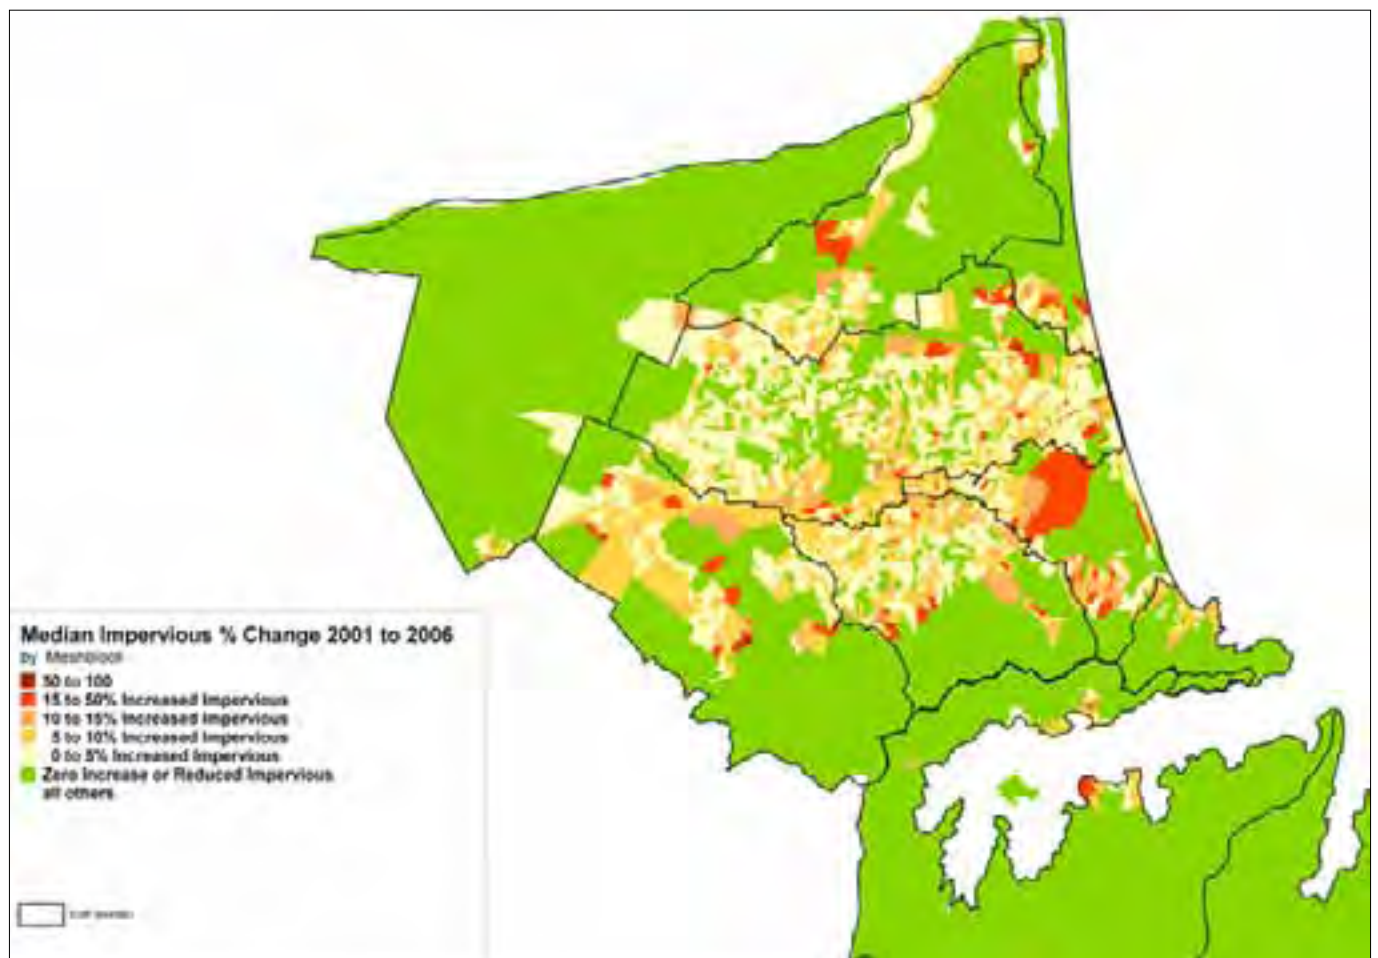 Median Impervious % Change 2001 to 2006
by Meshblock
50 to 100
15 to 50% Increased Impervious
10 to 15% Increased Impervious
5 to 10% Increased Impervious
0 to 5% Increased Impervious
Zero Increase or Reduced Impervious
all others